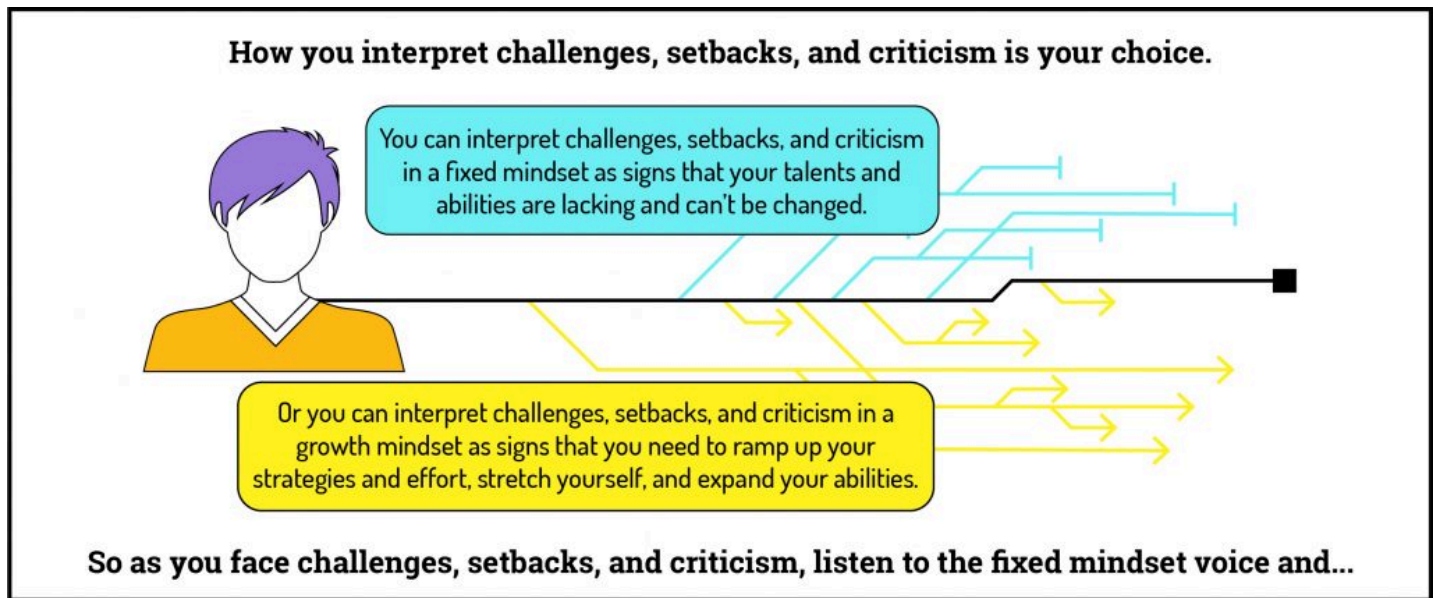 How you interpret challenges, setbacks, and criticism is your choice.
You can interpret challenges, setbacks, and criticism
in a fixed mindset as signs that your talents and
abilities are lacking and can't be changed.
Or you can interpret challenges, setbacks, and criticism in a
growth mindset as signs that you need to ramp up your
strategies and effort, stretch yourself, and expand your abilities.
So as you face challenges, setbacks, and criticism, listen to the fixed mindset voice and...